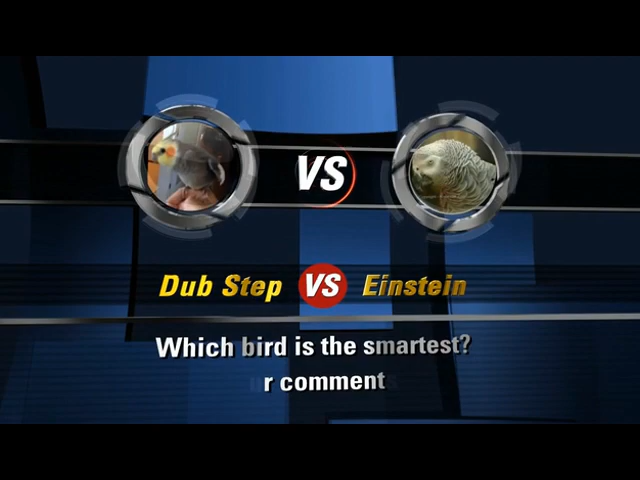 VS
Dub Step VS Einstein
Which bird is the smartest?
comment